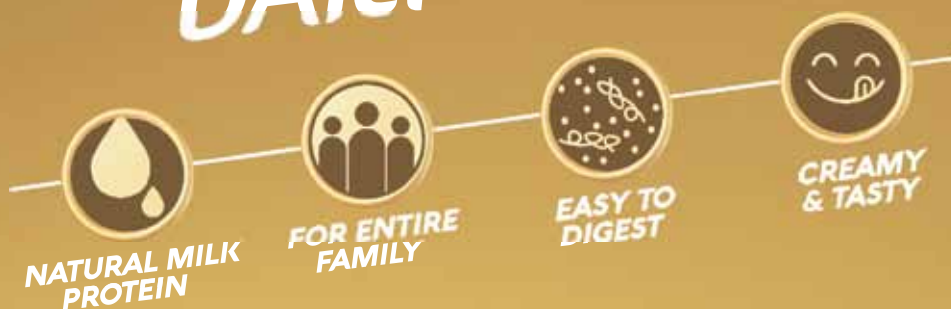 NATURAL MILK
PROTEIN
FOR ENTIRE
FAMILY
EASY TO
DIGEST
CREAMY
& TASTY